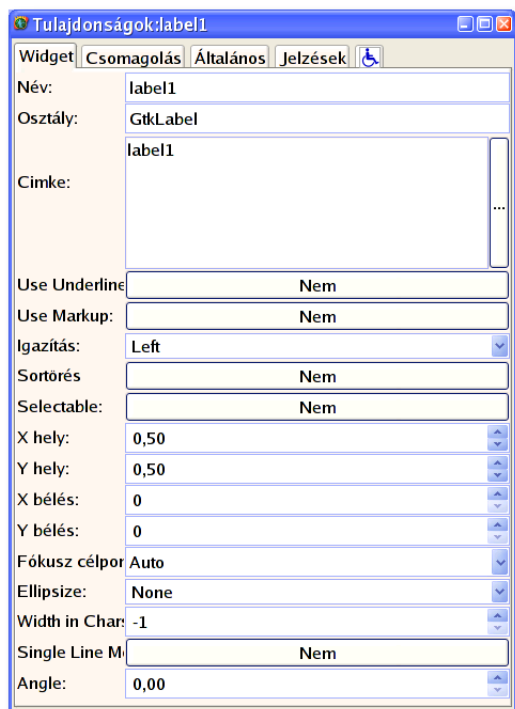 Tulajdonságok:label1
Widget Csomagolás Általános Jelzések
Név: label1
Osztály: GtkLabel
label1
Cimke:
...
Use Underline Nem
Use Markup: Nem
Igazítás: Left
Sortörés Nem
Selectable: Nem
X hely: 0,50
Y hely: 0,50
X bélés: 0
Y bélés: 0
Fókusz célpor Auto
Ellipsize: None
Width in Chars -1
Single Line M Nem
Angle: 0,00